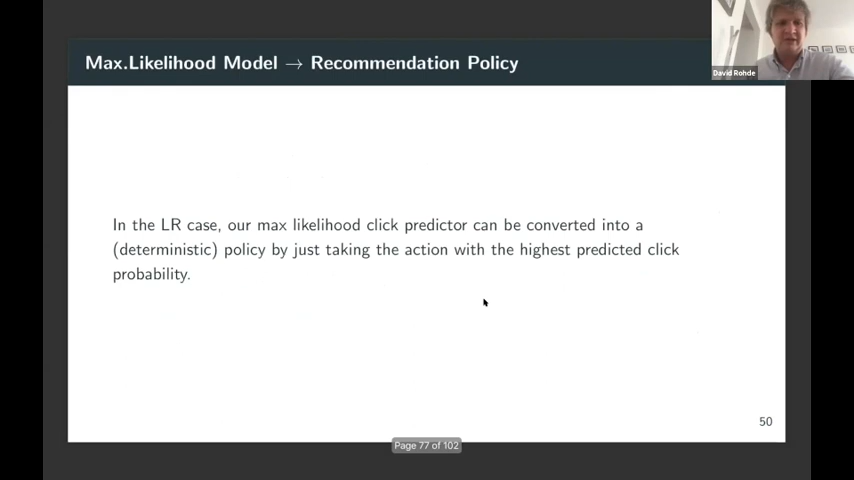 Max.Likelihood Model → Recommendation Policy
David Rohde
In the LR case, our max likelihood click predictor can be converted into a
(deterministic) policy by just taking the action with the highest predicted click
probability.
50
Page 77 of 102